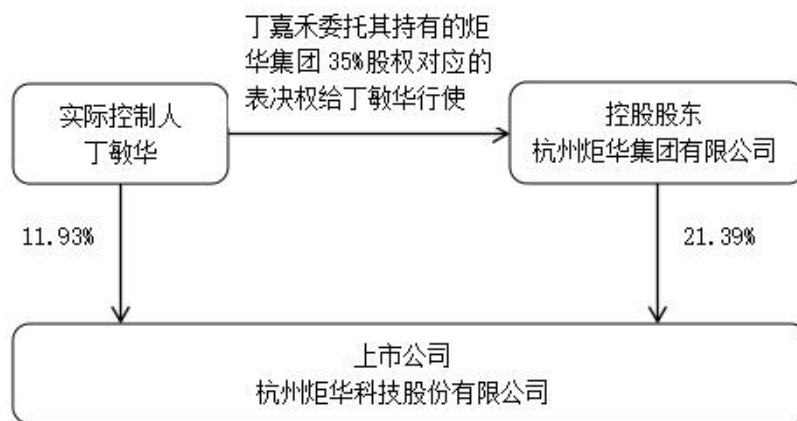 丁嘉禾委托其持有的炬
华集团35%股权对应的
表决权给丁敏华行使
实际控制人
丁敏华
控股股东
杭州炬华集团有限公司
11.93%
21.39%
上市公司
杭州炬华科技股份有限公司